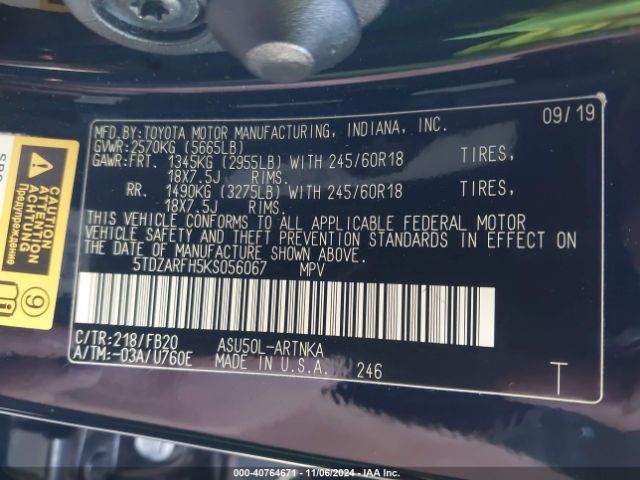 MFD.BY:TOYOTA MOTOR MANUFACTURING, INDIANA, INC. 09/19
GVWR:2570KG (5665LB)
GAWR:FRT. 1345KG (2955LB) WITH 245/60R18 TIRES,
18X7.5J RIMS.
RR. 1490KG (3275LB) WITH 245/60R18 TIRES,
18X7.5J RIMS.
THIS VEHICLE CONFORMS TO ALL APPLICABLE FEDERAL MOTOR
VEHICLE SAFETY AND THEFT PREVENTION STANDARDS IN EFFECT ON
THE DATE OF MANUFACTURE SHOWN ABOVE.
5TDZARFH5KS056067 MPV
C/TR:218/FB20 ASU50L-ARTNKA
A/TM:-03A/U760E MADE IN U.S.A. 246
T
CAUTION
ATTENTION
ACHTUNG
Предупреждение
9
© - 40764671 - 11/06/2024 - IAA Inc.